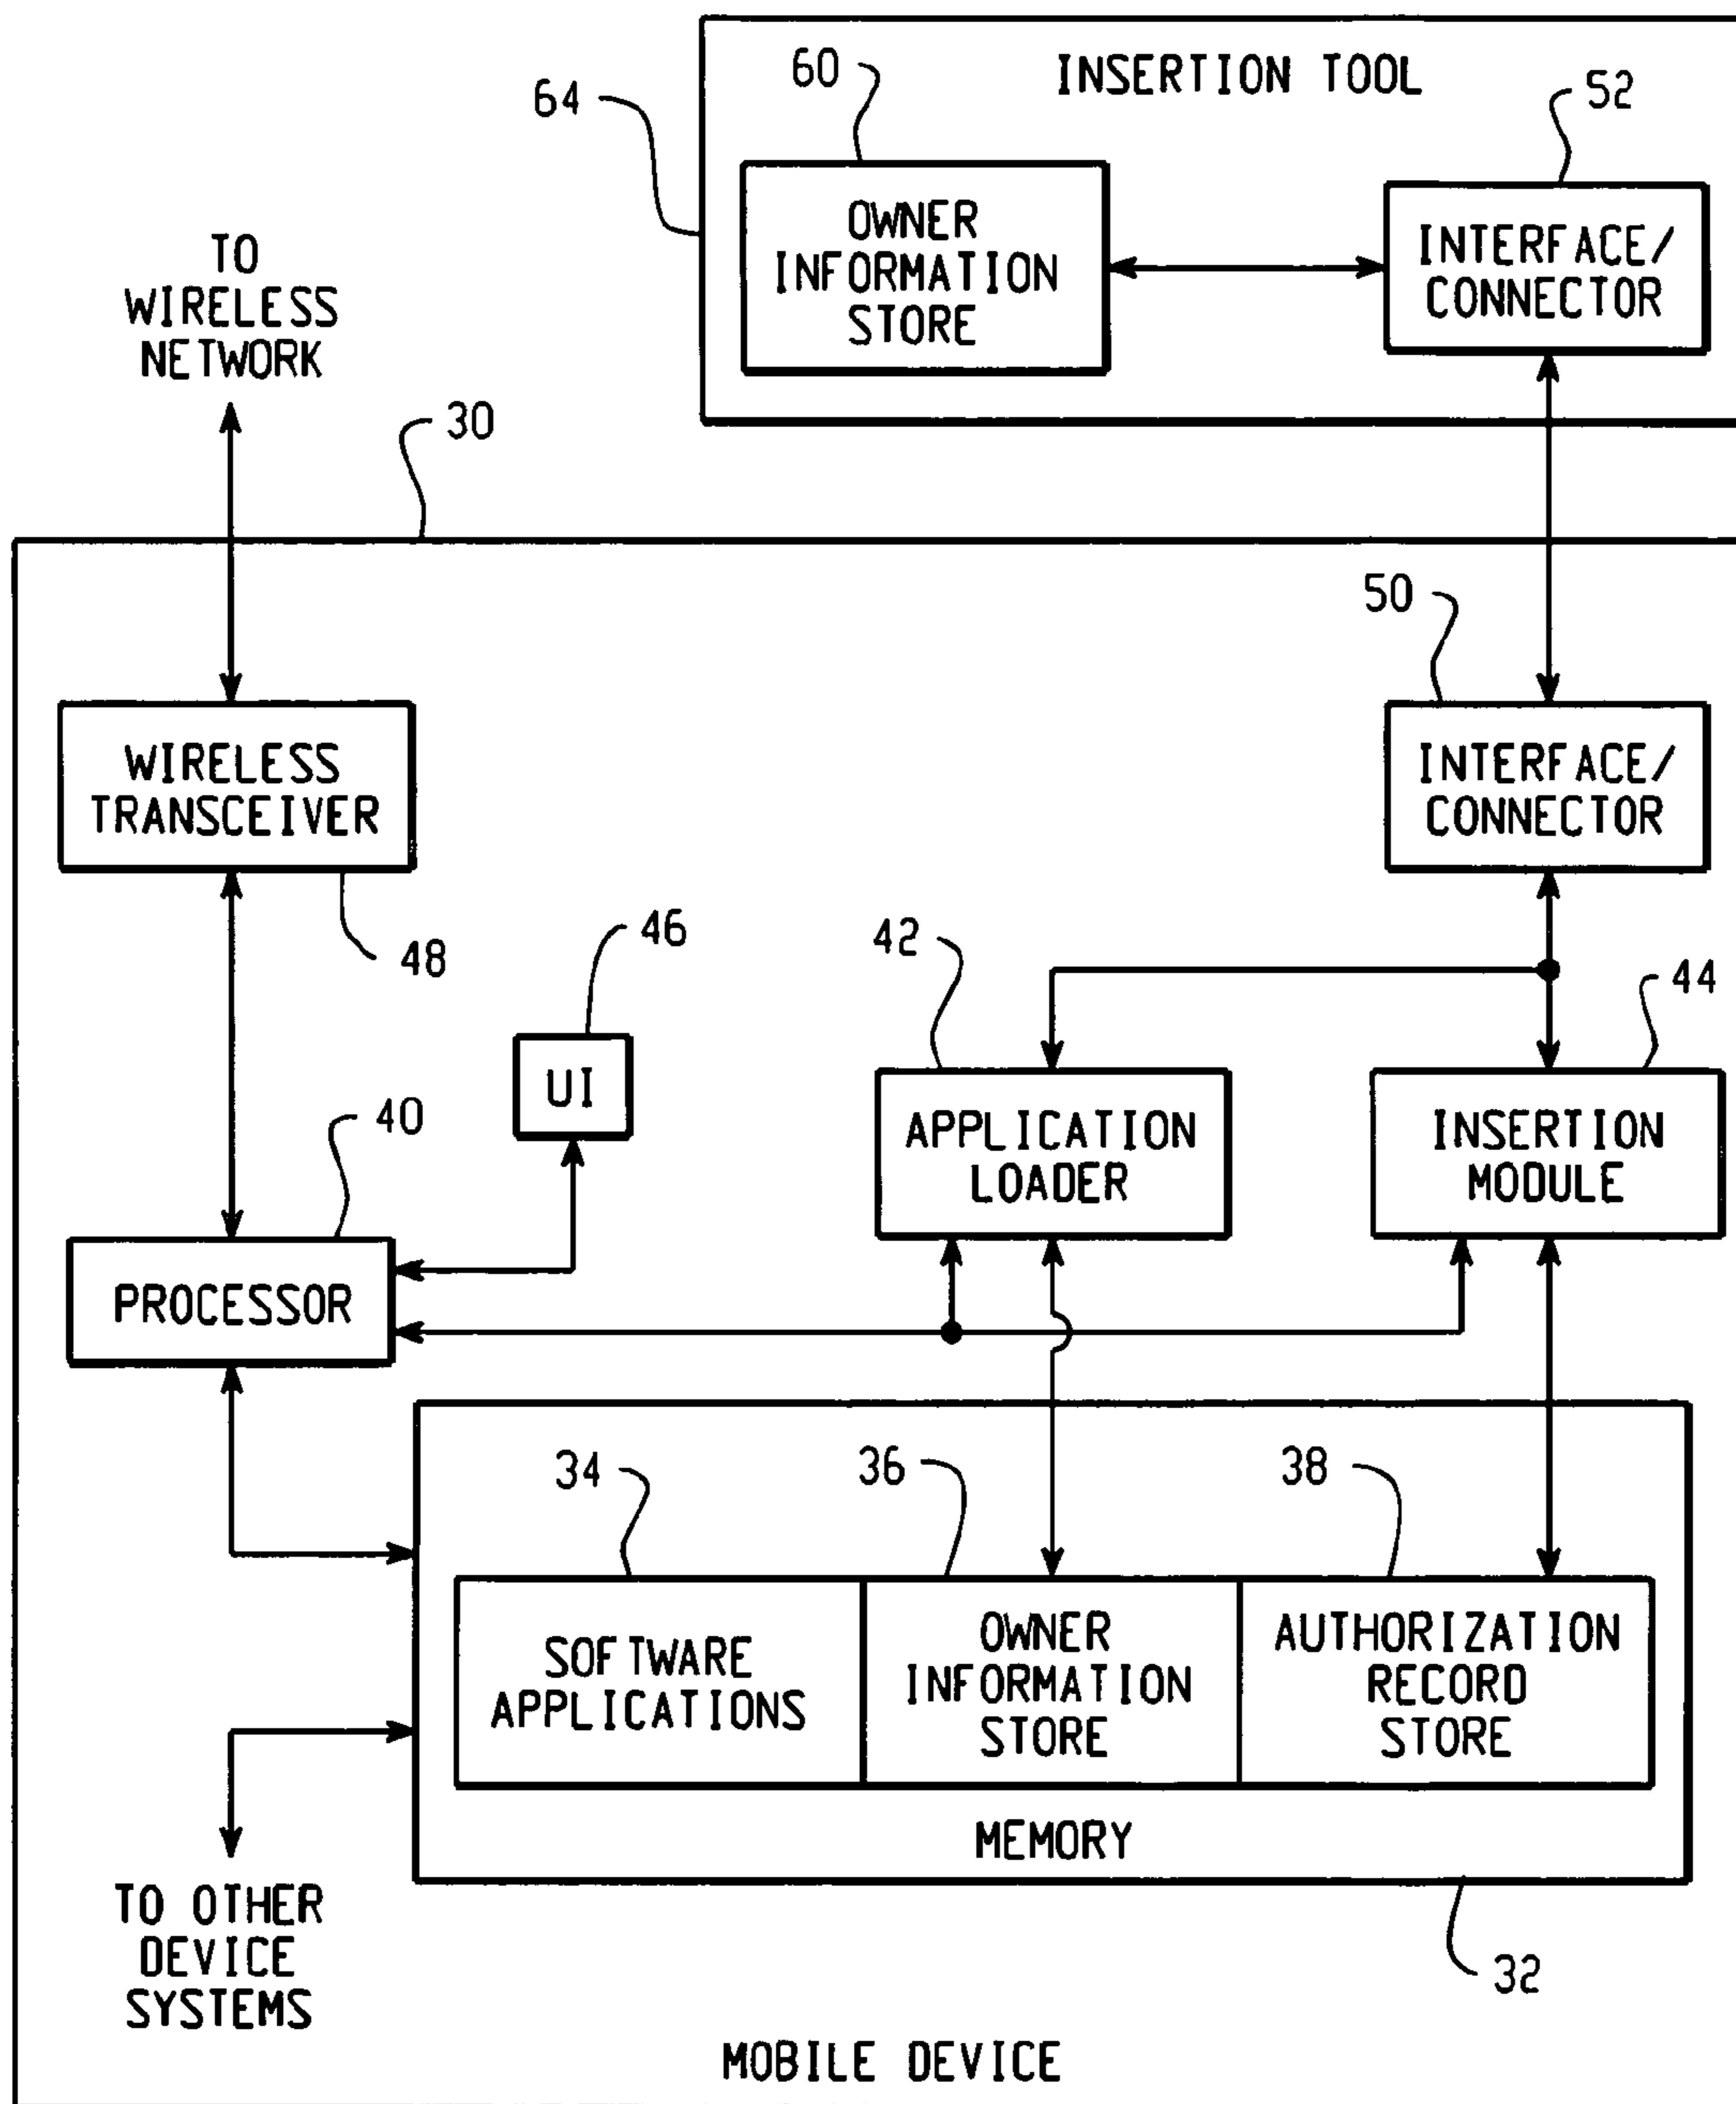 INSERTION TOOL
60
64
52
OWNER
INFORMATION
STORE
INTERFACE/
CONNECTOR
TO
WIRELESS
NETWORK
30
50
WIRELESS
TRANSCEIVER
INTERFACE/
CONNECTOR
48
46
42
44
UI
40
APPLICATION
LOADER
INSERTION
MODULE
PROCESSOR
34
36
38
SOFTWARE
APPLICATIONS
OWNER
INFORMATION
STORE
AUTHORIZATION
RECORD
STORE
MEMORY
TO OTHER
DEVICE
SYSTEMS
32
MOBILE DEVICE